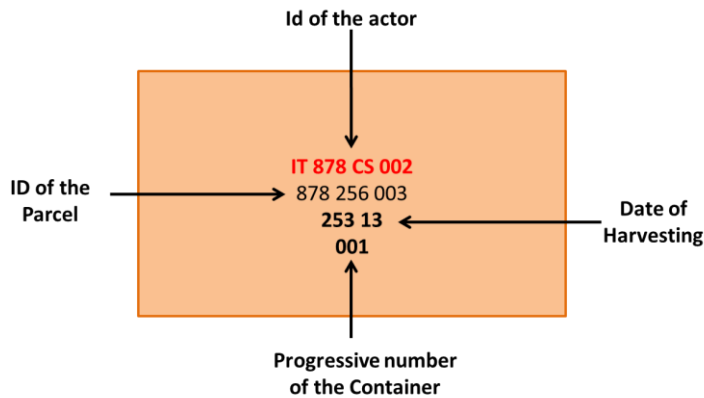 Id of the actor
IT 878 CS 002
ID of the
Parcel
878 256 003
253 13
Date of
Harvesting
001
Progressive number
of the Container